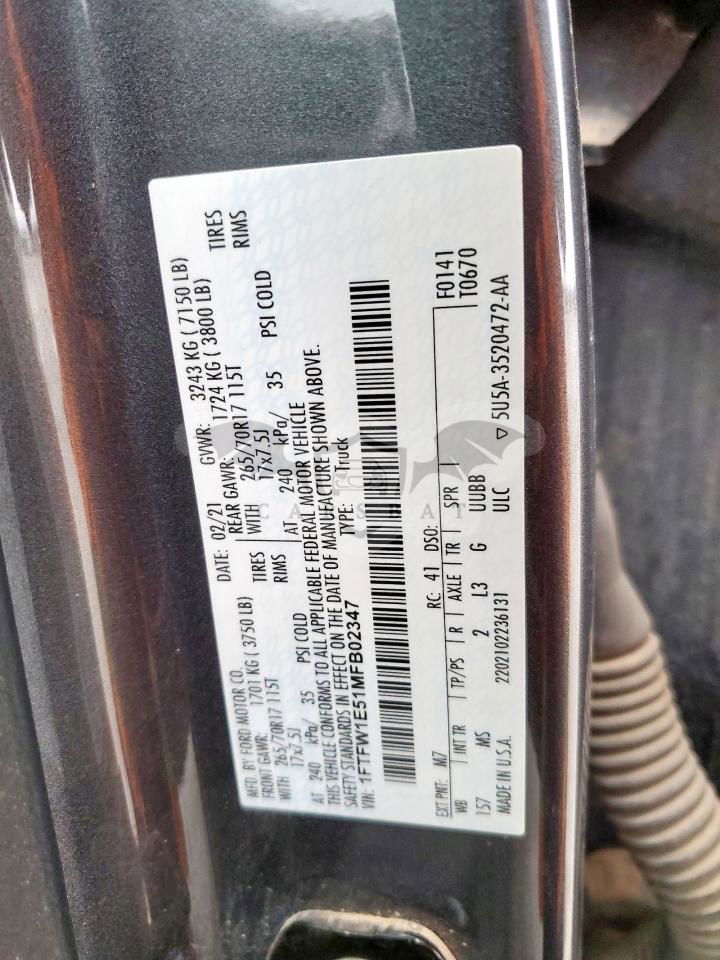 MFD. BY FORD MOTOR CO. DATE: 02/21 GVWR: 3243 KG ( 7150 LB)
FRONT GAWR: 1701 KG ( 3750 LB) REAR GAWR: 1724 KG ( 3800 LB)
WITH 265/70R17 115T TIRES WITH 265/70R17 115T TIRES
17x7.5J RIMS 17x7.5J RIMS
AT 240 kPa/ 35 PSI COLD AT 240 kPa/ 35 PSI COLD
THIS VEHICLE CONFORMS TO ALL APPLICABLE FEDERAL MOTOR VEHICLE
SAFETY STANDARDS IN EFFECT ON THE DATE OF MANUFACTURE SHOWN ABOVE.
VIN: 1FTFW1E51MFB02347 TYPE: Truck
EXT PNT: M7 RC: 41 DSO: F0141
WB INT TR TP/PS R AXLE TR SPR T0670
157 MS 2 L3 G UUBB
MADE IN U.S.A. 2202102236131 ULC ▽ 5U5A-3520472-AA
CARSBAT